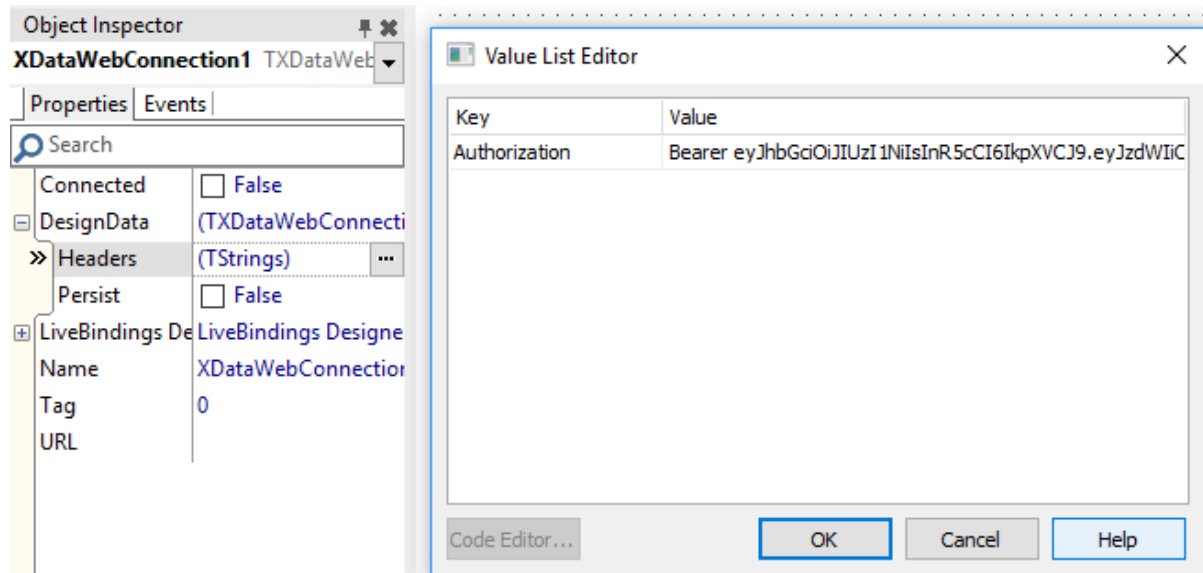 Object Inspector
XDataWebConnection1 TXDataWeb
Properties Events
Search
Connected False
DesignData (TXDataWebConnecti
Headers (TStrings) ...
Persist False
LiveBindings De LiveBindings Designe
Name XDataWebConnection
Tag 0
URL
Value List Editor
Key Value
Authorization Bearer eyJhbGciOiJIUzI1NiIsInR5cCI6IkpXVCJ9.eyJzdWIiC
Code Editor... OK Cancel Help